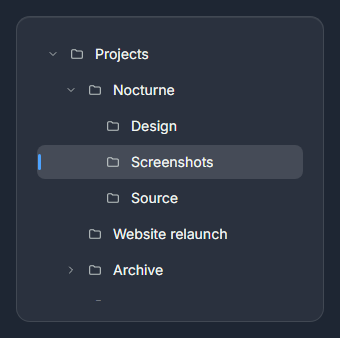 Projects
Nocturne
Design
Screenshots
Source
Website relaunch
Archive